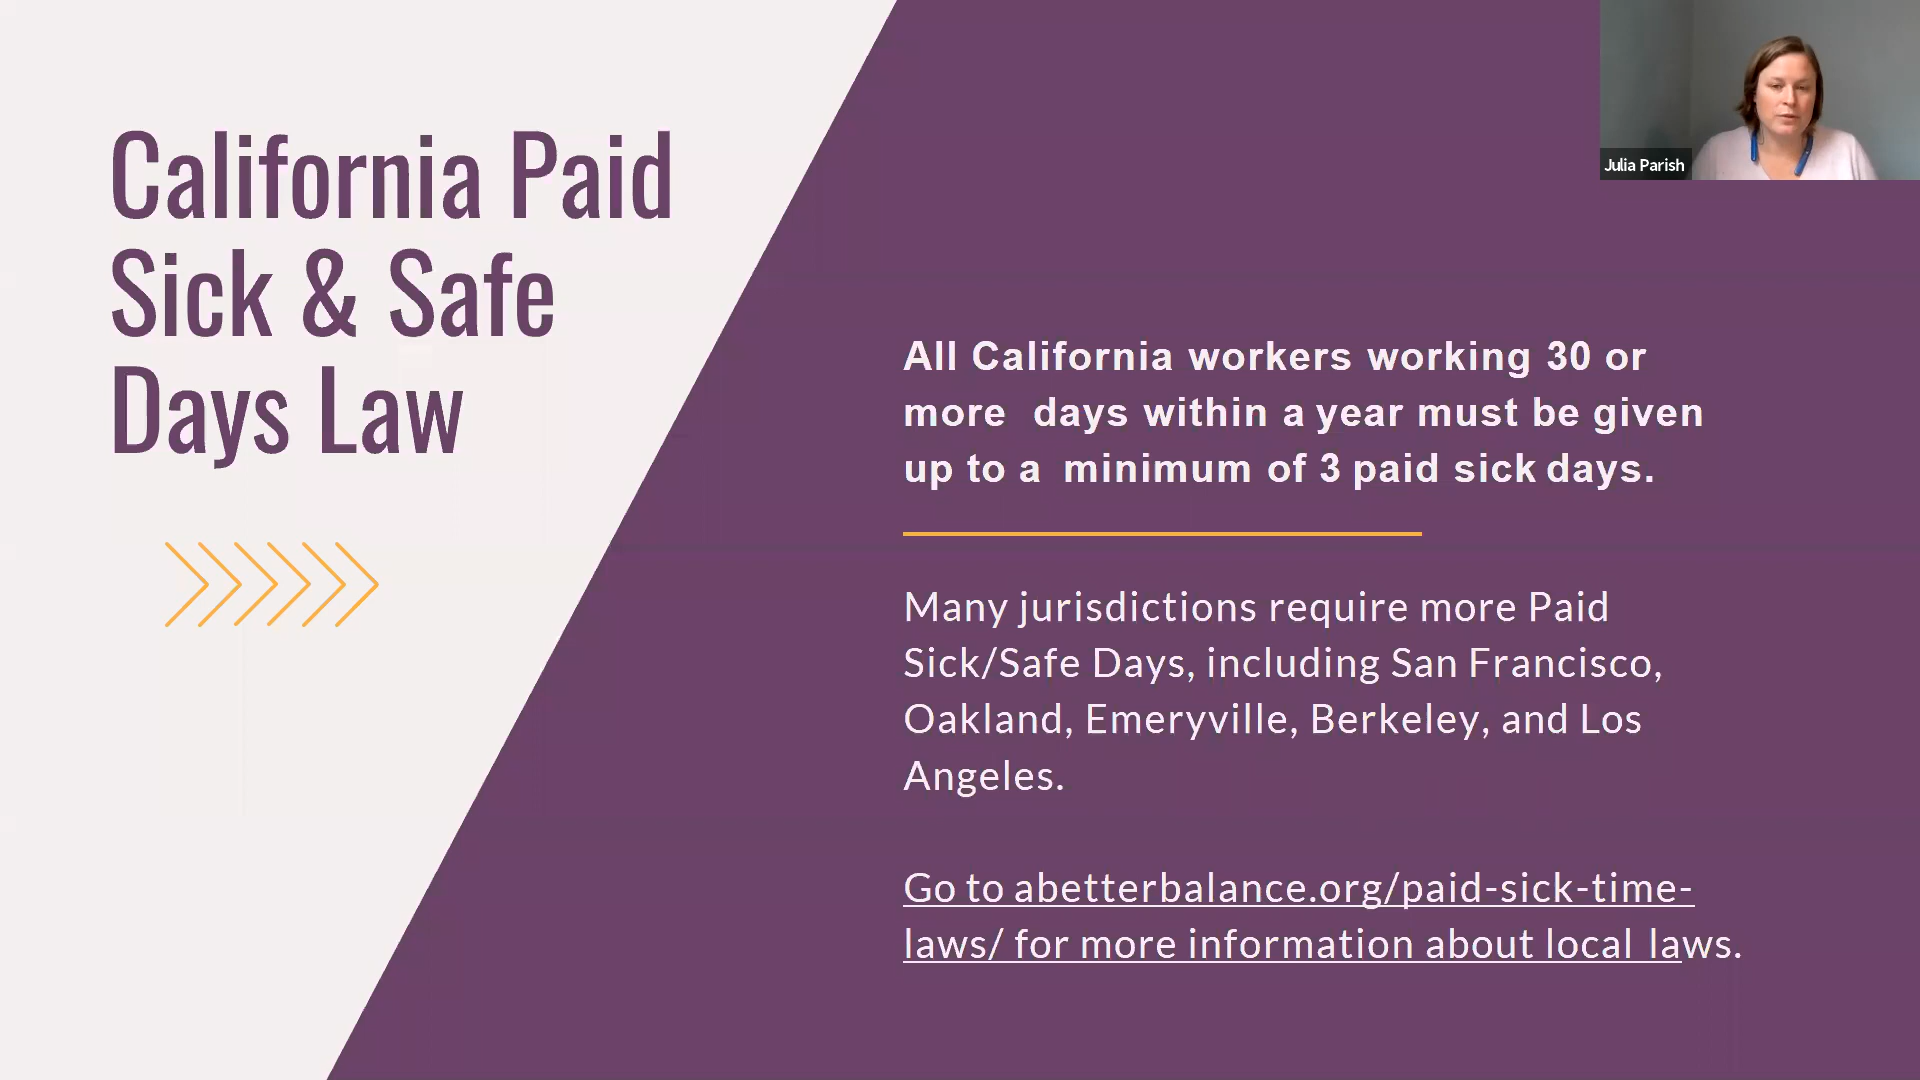 California Paid
Sick & Safe
Days Law
All California workers working 30 or
more days within a year must be given
up to a minimum of 3 paid sick days.
Many jurisdictions require more Paid
Sick/Safe Days, including San Francisco,
Oakland, Emeryville, Berkeley, and Los
Angeles.
Go to abetterbalance.org/paid-sick-time-
laws/ for more information about local laws.
Julia Parish